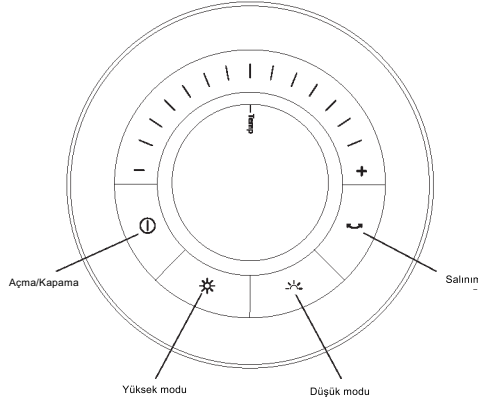 Temp
Açma/Kapama
Salının
Yüksek modu
Düşük modu